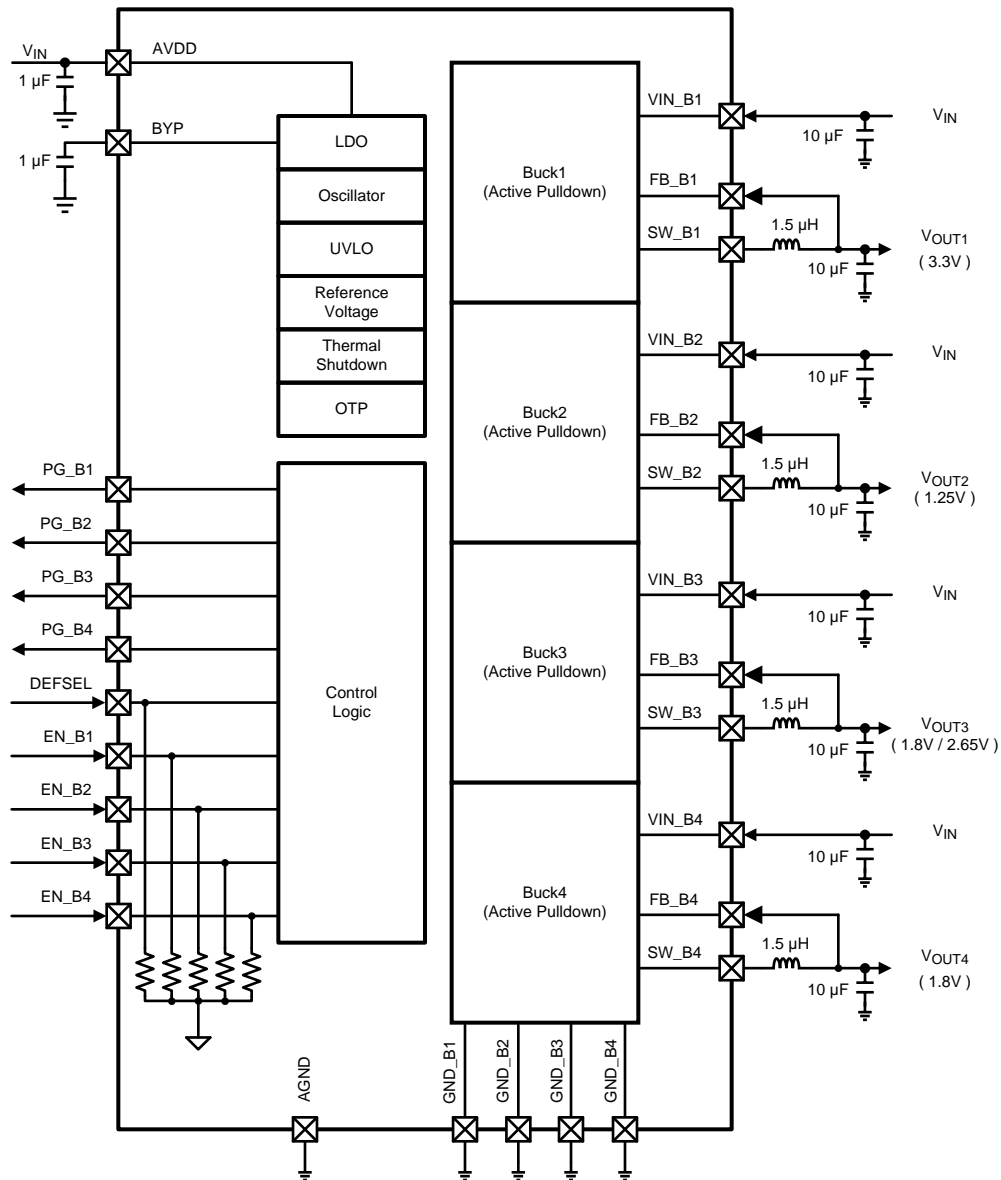 VIN
AVDD
1 µF
BYP
1 µF
LDO
Oscillator
UVLO
Reference
Voltage
Thermal
Shutdown
OTP
PG_B1
PG_B2
PG_B3
PG_B4
DEFSEL
EN_B1
EN_B2
EN_B3
EN_B4
Control
Logic
AGND
Buck1
(Active Pulldown)
VIN_B1
VIN
10 µF
FB_B1
1.5 µH
SW_B1
VOUT1
( 3.3V )
10 µF
Buck2
(Active Pulldown)
VIN_B2
VIN
10 µF
FB_B2
1.5 µH
SW_B2
VOUT2
( 1.25V )
10 µF
Buck3
(Active Pulldown)
VIN_B3
VIN
10 µF
FB_B3
1.5 µH
SW_B3
VOUT3
( 1.8V / 2.65V )
10 µF
Buck4
(Active Pulldown)
VIN_B4
VIN
10 µF
FB_B4
1.5 µH
SW_B4
VOUT4
( 1.8V )
10 µF
GND_B1
GND_B2
GND_B3
GND_B4